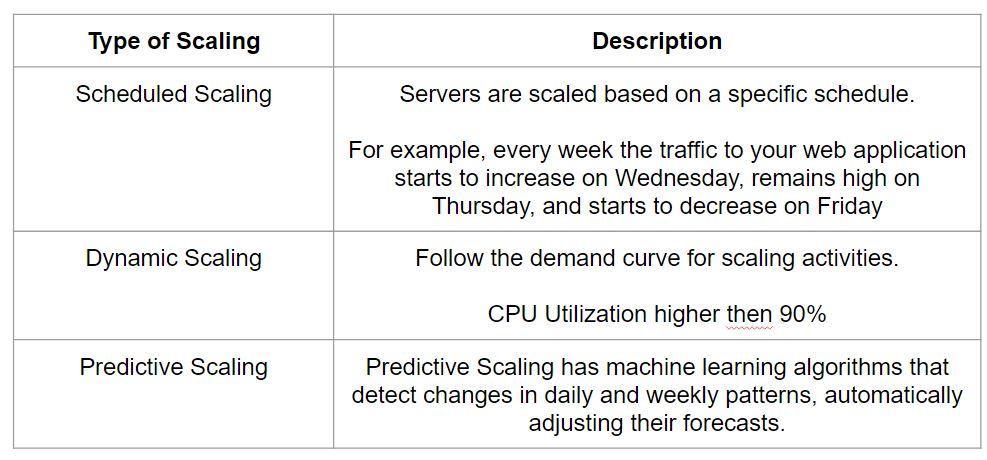 Type of Scaling
Description
Scheduled Scaling
Servers are scaled based on a specific schedule.
For example, every week the traffic to your web application
starts to increase on Wednesday, remains high on
Thursday, and starts to decrease on Friday
Dynamic Scaling
Follow the demand curve for scaling activities.
CPU Utilization higher then 90%
Predictive Scaling
Predictive Scaling has machine learning algorithms that
detect changes in daily and weekly patterns, automatically
adjusting their forecasts.